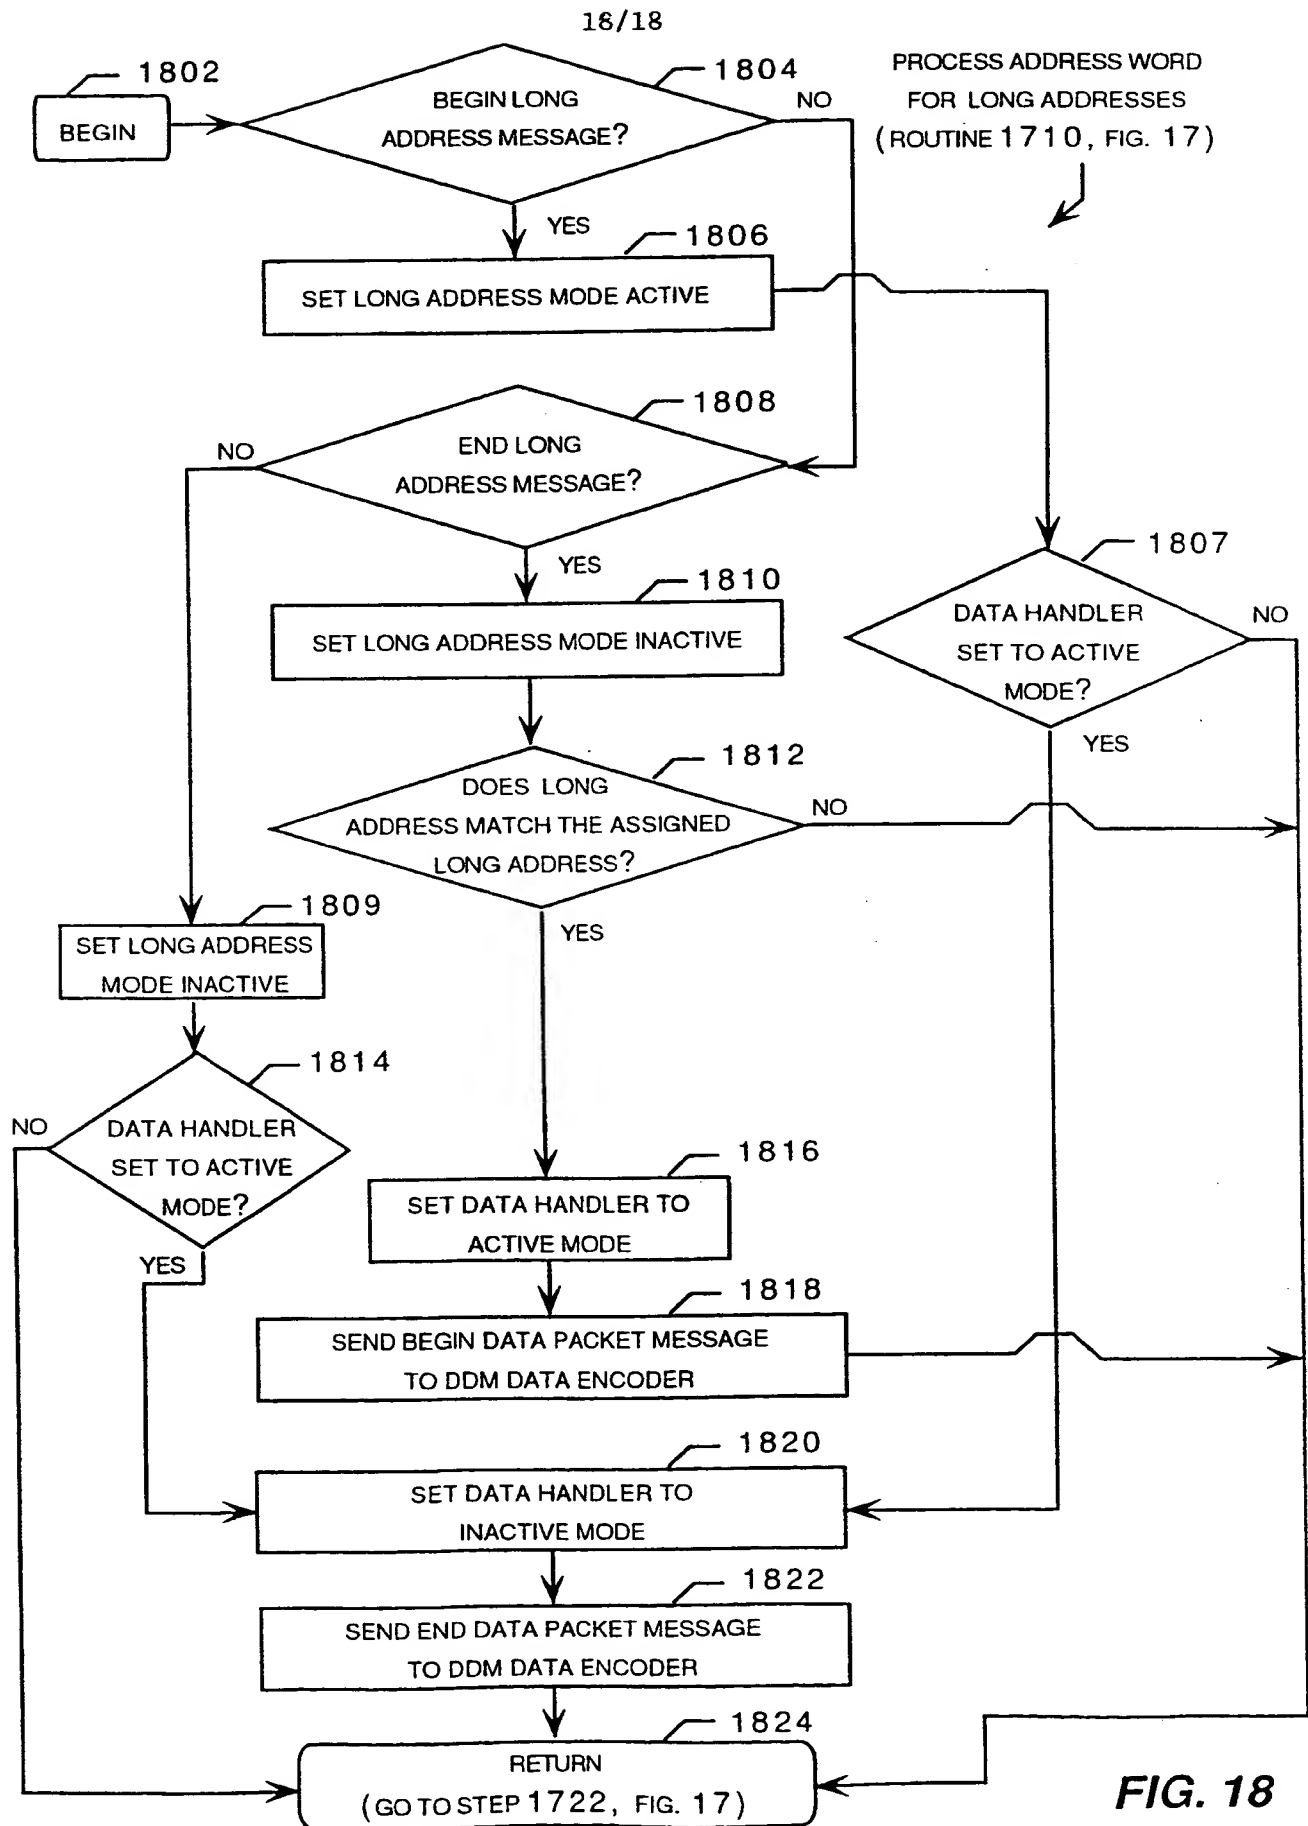 18/18
1802
BEGIN
1804
BEGIN LONG
ADDRESS MESSAGE?
NO
PROCESS ADDRESS WORD
FOR LONG ADDRESSES
(ROUTINE 1710, FIG. 17)
YES
1806
SET LONG ADDRESS MODE ACTIVE
1808
END LONG
ADDRESS MESSAGE?
NO
YES
1810
SET LONG ADDRESS MODE INACTIVE
1807
DATA HANDLER
SET TO ACTIVE
MODE?
NO
YES
1812
DOES LONG
ADDRESS MATCH THE ASSIGNED
LONG ADDRESS?
NO
YES
1809
SET LONG ADDRESS
MODE INACTIVE
1814
DATA HANDLER
SET TO ACTIVE
MODE?
NO
YES
1816
SET DATA HANDLER TO
ACTIVE MODE
1818
SEND BEGIN DATA PACKET MESSAGE
TO DDM DATA ENCODER
1820
SET DATA HANDLER TO
INACTIVE MODE
1822
SEND END DATA PACKET MESSAGE
TO DDM DATA ENCODER
1824
RETURN
(GO TO STEP 1722, FIG. 17)
FIG. 18